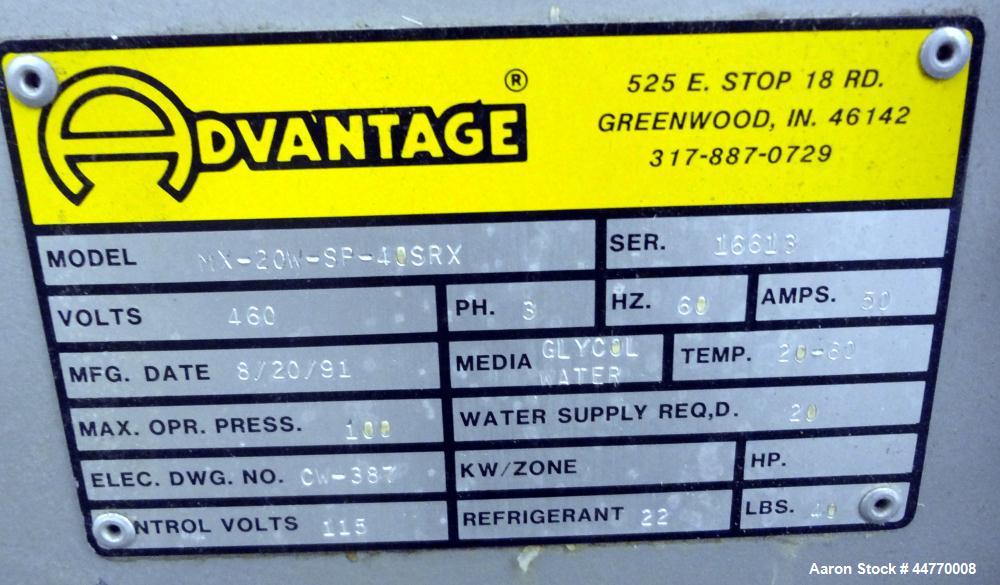 ADVANTAGE ®
525 E. STOP 18 RD.
GREENWOOD, IN. 46142
317-887-0729
MODEL MX-20W-SP-40SRX SER. 16613
VOLTS 460 PH. 3 HZ. 60 AMPS. 50
MFG. DATE 8/20/91 MEDIA GLYCOL WATER TEMP. 20-60
MAX. OPR. PRESS. 100 WATER SUPPLY REQ,D. 20
ELEC. DWG. NO. CW-387 KW/ZONE HP.
NTROL VOLTS 115 REFRIGERANT 22 LBS.
Aaron Stock # 44770008